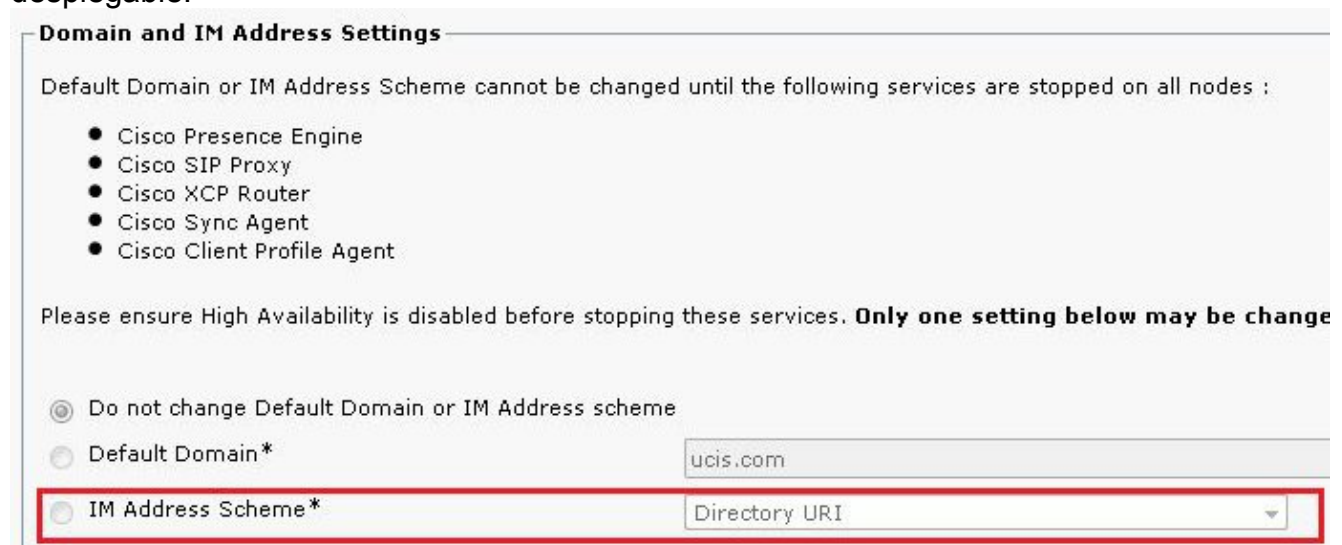 desplegable.
Domain and IM Address Settings
Default Domain or IM Address Scheme cannot be changed until the following services are stopped on all nodes :
● Cisco Presence Engine
● Cisco SIP Proxy
● Cisco XCP Router
● Cisco Sync Agent
● Cisco Client Profile Agent
Please ensure High Availability is disabled before stopping these services. Only one setting below may be change
Do not change Default Domain or IM Address scheme
Default Domain* ucis.com
IM Address Scheme* Directory URI